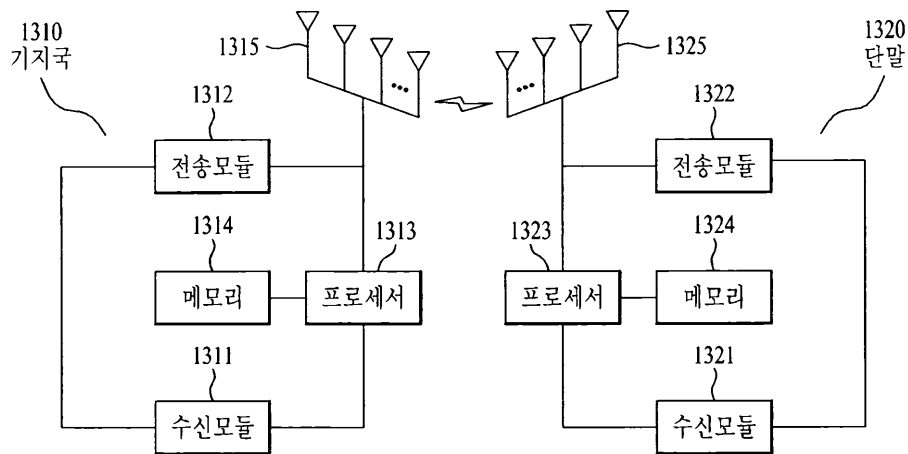 1310
기지국
1315
1325
1320
단말
1312
전송모듈
1322
전송모듈
1314
메모리
1313
프로세서
1323
프로세서
1324
메모리
1311
수신모듈
1321
수신모듈